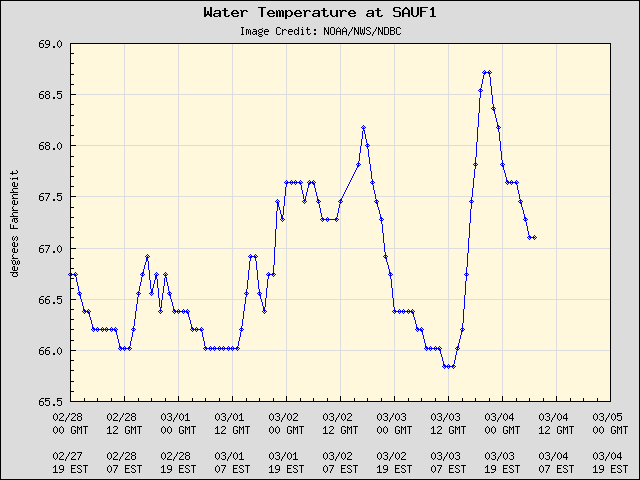 Water Temperature at SAUF1
Image Credit: NOAA/NWS/NDBC
degrees Fahrenheit
69.0
68.5
68.0
67.5
67.0
66.5
66.0
65.5
02/28 02/28 03/01 03/01 03/02 03/02 03/03 03/03 03/04 03/04 03/05
00 GMT 12 GMT 00 GMT 12 GMT 00 GMT 12 GMT 00 GMT 12 GMT 00 GMT 12 GMT 00 GMT
02/27 02/28 02/28 03/01 03/01 03/02 03/02 03/03 03/03 03/04 03/04
19 EST 07 EST 19 EST 07 EST 19 EST 07 EST 19 EST 07 EST 19 EST 07 EST 19 EST